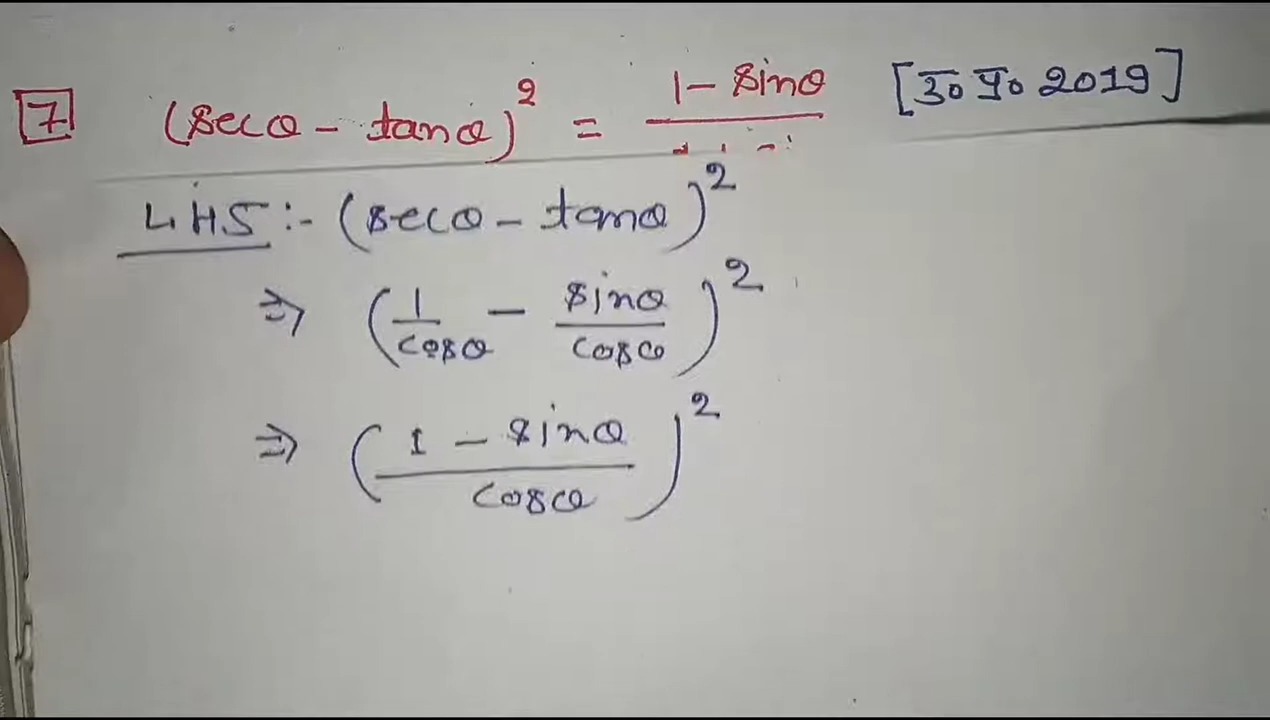 7 (secθ - tanθ)² = 1 - sinθ [उ० प्र० 2019]
LHS :- (secθ - tanθ)²
⇒ (1/cosθ - sinθ/cosθ)²
⇒ (1 - sinθ/cosθ)²